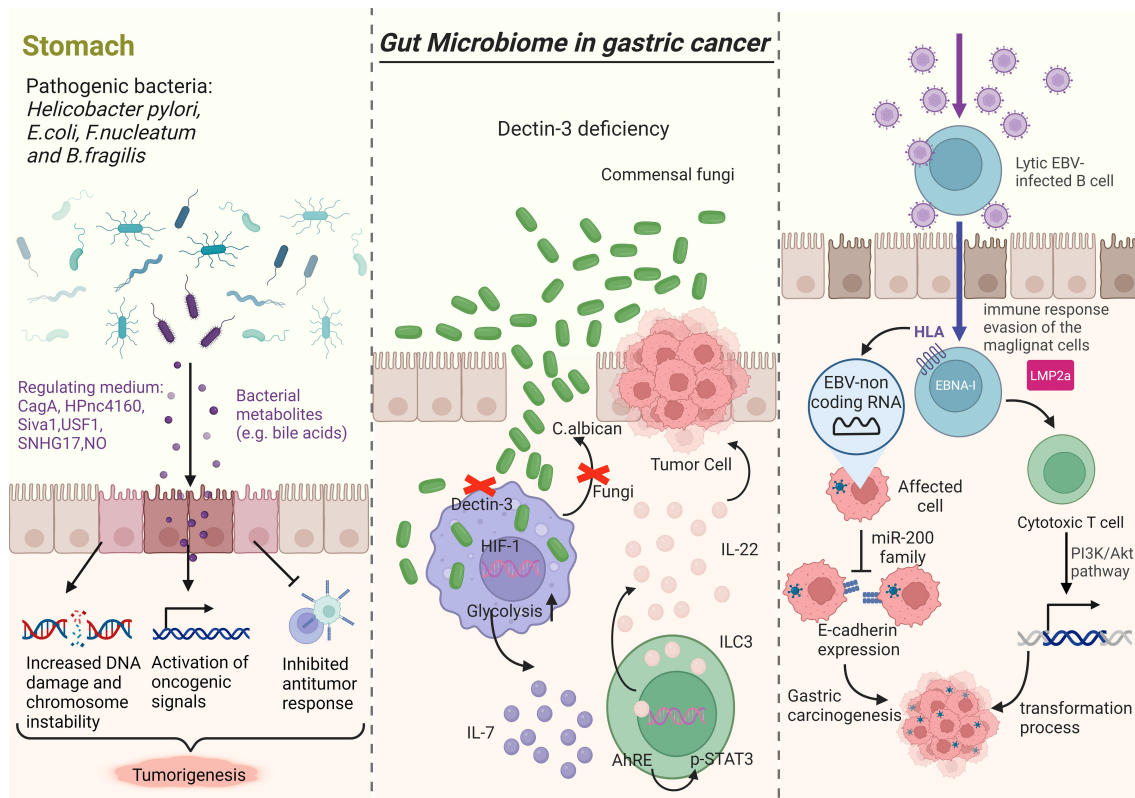 Stomach
Pathogenic bacteria:
Helicobacter pylori,
E.coli, F.nucleatum
and B.fragilis
Regulating medium:
CagA, HPnc4160,
Siva1,USF1,
SNHG17,NO
Bacterial
metabolites
(e.g. bile acids)
Increased DNA
damage and
chromosome
instability
Activation of
oncogenic
signals
Inhibited
antitumor
response
Tumorigenesis
Gut Microbiome in gastric cancer
Dectin-3 deficiency
Commensal fungi
C.albican
Tumor Cell
Dectin-3
Fungi
HIF-1
IL-22
Glycolysis
ILC3
IL-7
AhRE
p-STAT3
Lytic EBV-
infected B cell
immune response
evasion of the
maglignat cells
HLA
LMP2a
EBNA-I
EBV-non
coding RNA
Affected
cell
Cytotoxic T cell
miR-200
family
PI3K/Akt
pathway
E-cadherin
expression
Gastric
carcinogenesis
transformation
process